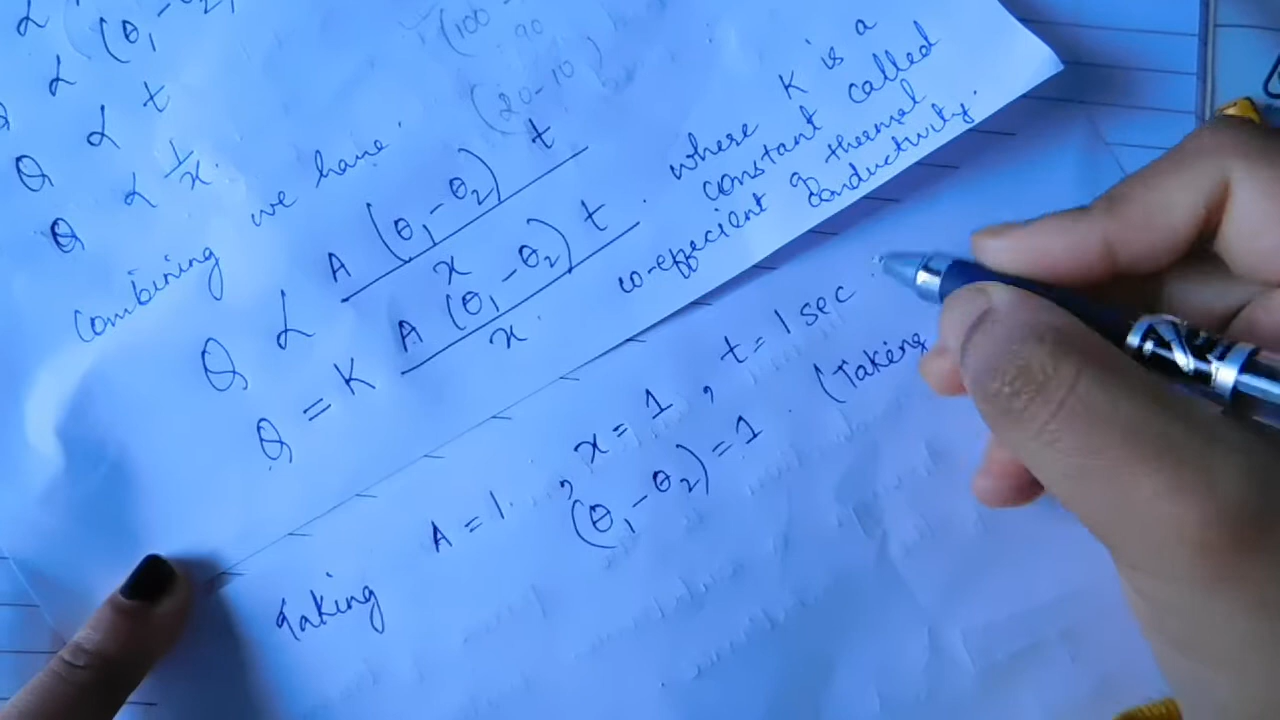 α (θ₁-θ₂)
α t
Q α 1/x.
Q
combining we have.
Q α A (θ₁-θ₂) t / x
Q = K A (θ₁-θ₂) t / x .
where K is a
constant called
co-effecient of thermal
conductivity.
(100 -
90
(20-10)
Taking A = 1. , x = 1 , t = 1 sec
(θ₁-θ₂) = 1 . (Taking